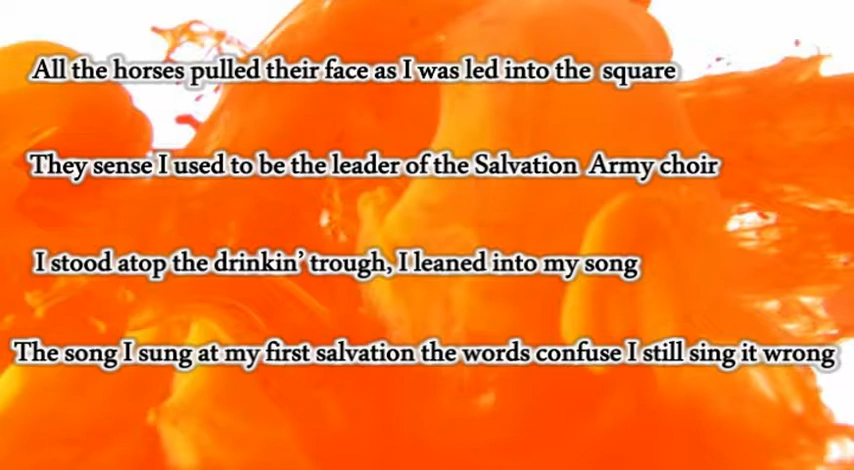 All the horses pulled their face as I was led into the square
They sense I used to be the leader of the Salvation Army choir
I stood atop the drinkin’ trough, I leaned into my song
The song I sung at my first salvation the words confuse I still sing it wrong